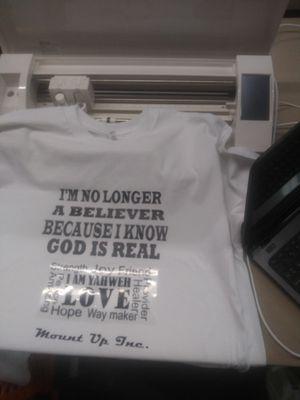 I'M NO LONGER
A BELIEVER
BECAUSE I KNOW
GOD IS REAL
Strength Joy Friend
I AM YAHWEH
LOVE
Hope Way maker
Provider
Healer
Mount Up Inc.